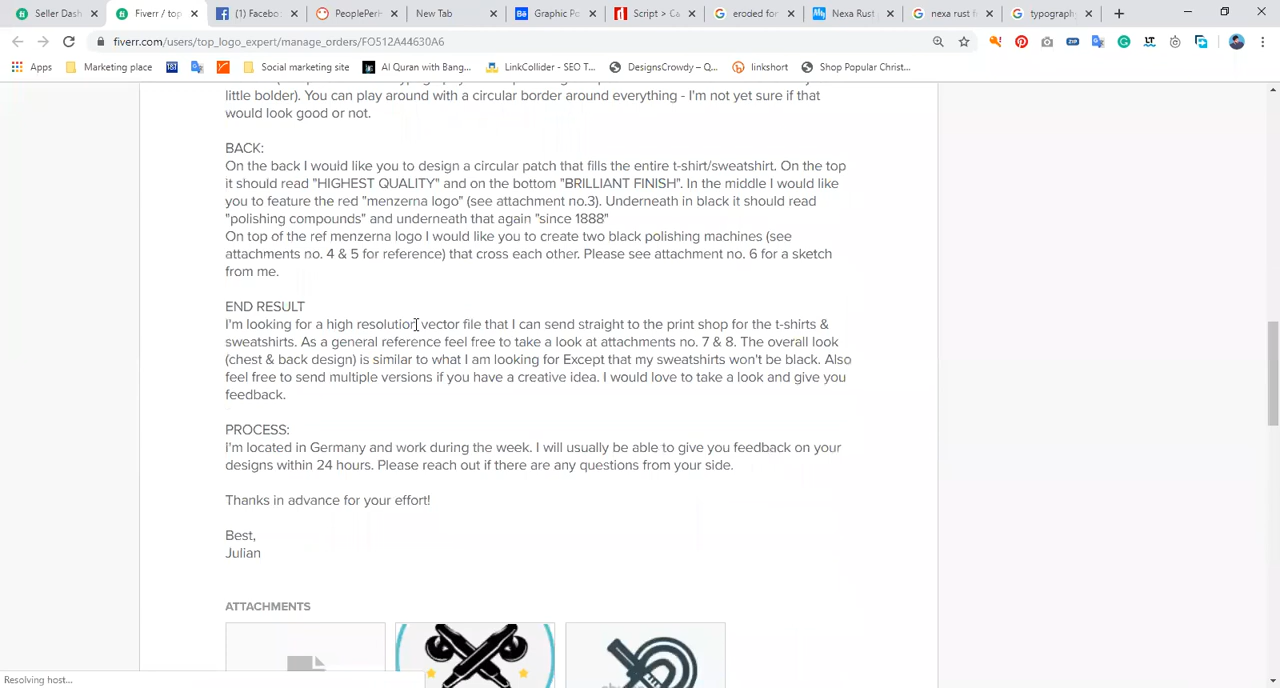 Seller Dash
Fiverr / top
(1) Facebo
PeoplePerH
New Tab
Graphic Po
Script > Ca
eroded for
Nexa Rust
nexa rust f
typography
fiverr.com/users/top_logo_expert/manage_orders/FO512A44630A6
Apps
Marketing place
Social marketing site
Al Quran with Bang...
LinkCollider - SEO T...
DesignsCrowdy – Q...
linkshort
Shop Popular Christ...
little bolder). You can play around with a circular border around everything - I'm not yet sure if that
would look good or not.
BACK:
On the back I would like you to design a circular patch that fills the entire t-shirt/sweatshirt. On the top
it should read "HIGHEST QUALITY" and on the bottom "BRILLIANT FINISH". In the middle I would like
you to feature the red "menzerna logo" (see attachment no.3). Underneath in black it should read
"polishing compounds" and underneath that again "since 1888"
On top of the ref menzerna logo I would like you to create two black polishing machines (see
attachments no. 4 & 5 for reference) that cross each other. Please see attachment no. 6 for a sketch
from me.
END RESULT
I'm looking for a high resolution vector file that I can send straight to the print shop for the t-shirts &
sweatshirts. As a general reference feel free to take a look at attachments no. 7 & 8. The overall look
(chest & back design) is similar to what I am looking for Except that my sweatshirts won't be black. Also
feel free to send multiple versions if you have a creative idea. I would love to take a look and give you
feedback.
PROCESS:
I'm located in Germany and work during the week. I will usually be able to give you feedback on your
designs within 24 hours. Please reach out if there are any questions from your side.
Thanks in advance for your effort!
Best,
Julian
ATTACHMENTS
Resolving host...